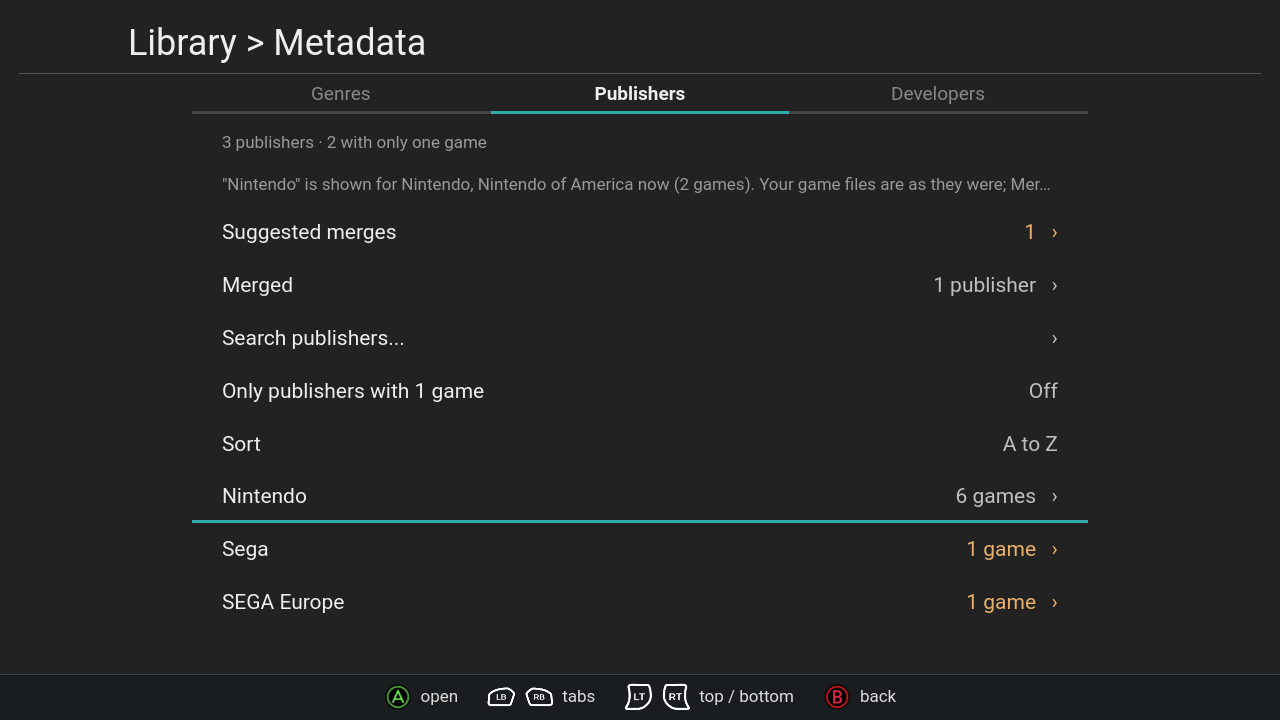 Library > Metadata
Genres Publishers Developers
3 publishers · 2 with only one game
"Nintendo" is shown for Nintendo, Nintendo of America now (2 games). Your game files are as they were; Mer...
Suggested merges 1 ›
Merged 1 publisher ›
Search publishers... ›
Only publishers with 1 game Off
Sort A to Z
Nintendo 6 games ›
Sega 1 game ›
SEGA Europe 1 game ›
A open LB RB tabs LT RT top / bottom B back